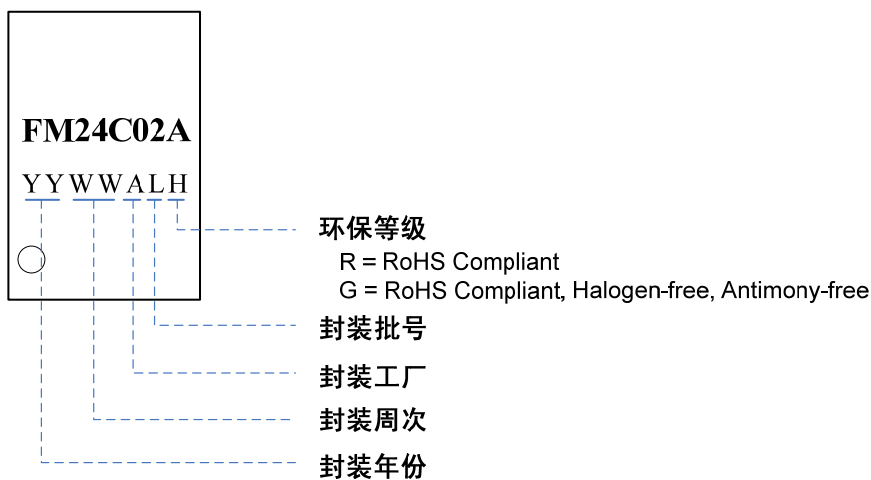 FM24C02A
YYWWALH
环保等级
R = RoHS Compliant
G = RoHS Compliant, Halogen-free, Antimony-free
封装批号
封装工厂
封装周次
封装年份